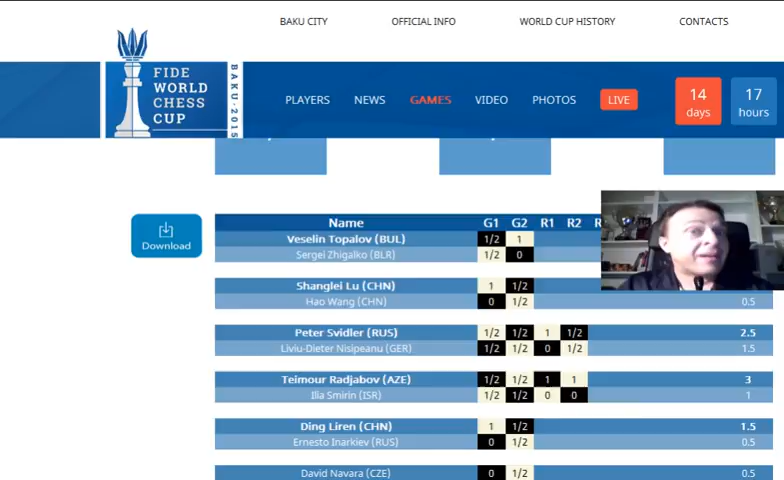 BAKU CITY OFFICIAL INFO WORLD CUP HISTORY CONTACTS
FIDE
WORLD
CHESS
CUP
BAKU·2015
PLAYERS NEWS GAMES VIDEO PHOTOS LIVE
14
days
17
hours
Download
Name G1 G2 R1 R2
Veselin Topalov (BUL) 1/2 1
Sergei Zhigalko (BLR) 1/2 0
Shanglei Lu (CHN) 1 1/2
Hao Wang (CHN) 0 1/2 0.5
Peter Svidler (RUS) 1/2 1/2 1 1/2 2.5
Liviu-Dieter Nisipeanu (GER) 1/2 1/2 0 1/2 1.5
Teimour Radjabov (AZE) 1/2 1/2 1 1 3
Ilia Smirin (ISR) 1/2 1/2 0 0 1
Ding Liren (CHN) 1 1/2 1.5
Ernesto Inarkiev (RUS) 0 1/2 0.5
David Navara (CZE) 0 1/2 0.5